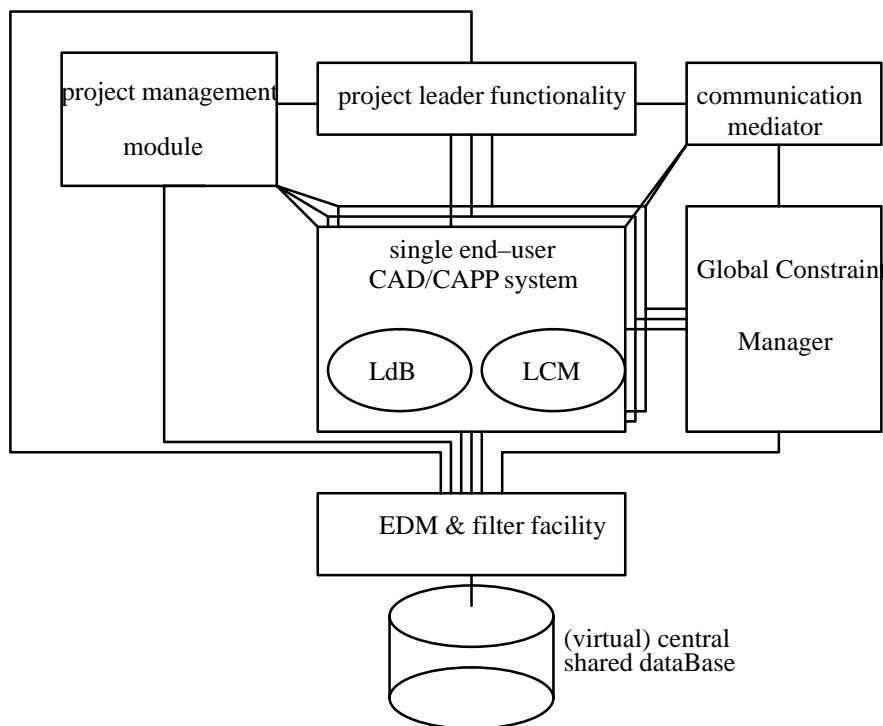 project management
module
project leader functionality
communication
mediator
single end–user
CAD/CAPP system
LdB
LCM
Global Constrain
Manager
EDM & filter facility
(virtual) central
shared dataBase